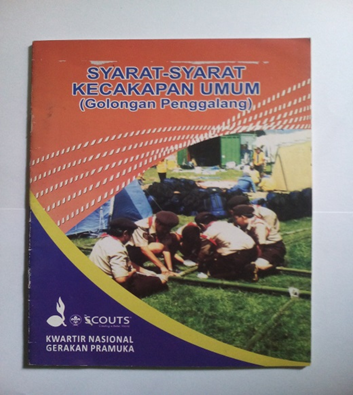 SYARAT-SYARAT
KECAKAPAN UMUM
(Golongan Penggalang)
SCOUTS
KWARTIR NASIONAL
GERAKAN PRAMUKA